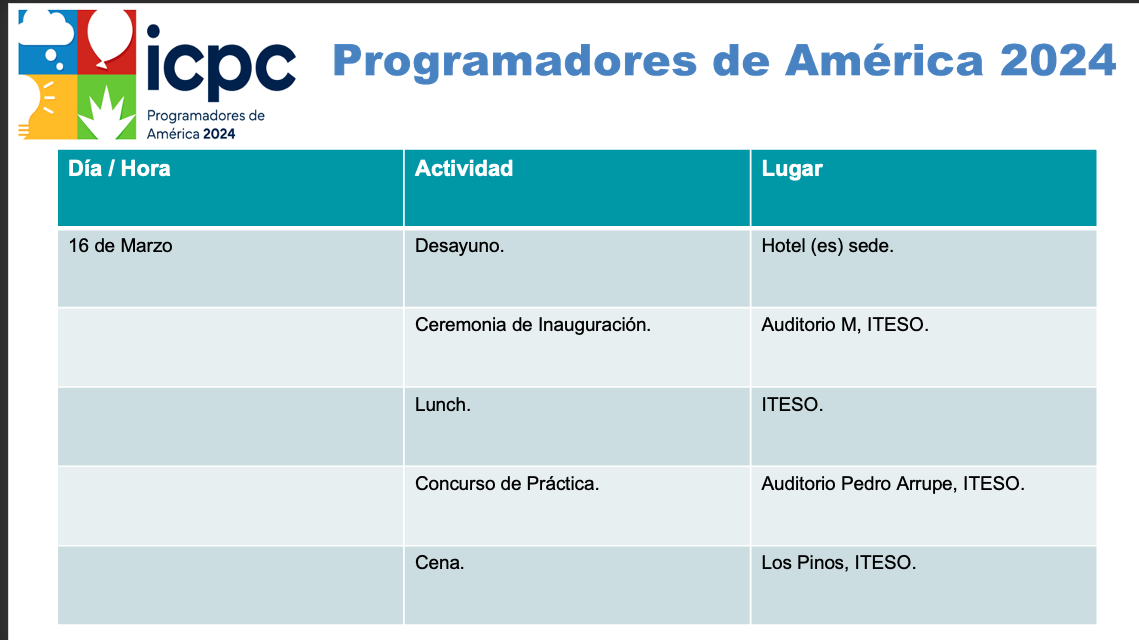 icpc
Programadores de
América 2024
Programadores de América 2024
Día / Hora
Actividad
Lugar
16 de Marzo
Desayuno.
Hotel (es) sede.
Ceremonia de Inauguración.
Auditorio M, ITESO.
Lunch.
ITESO.
Concurso de Práctica.
Auditorio Pedro Arrupe, ITESO.
Cena.
Los Pinos, ITESO.